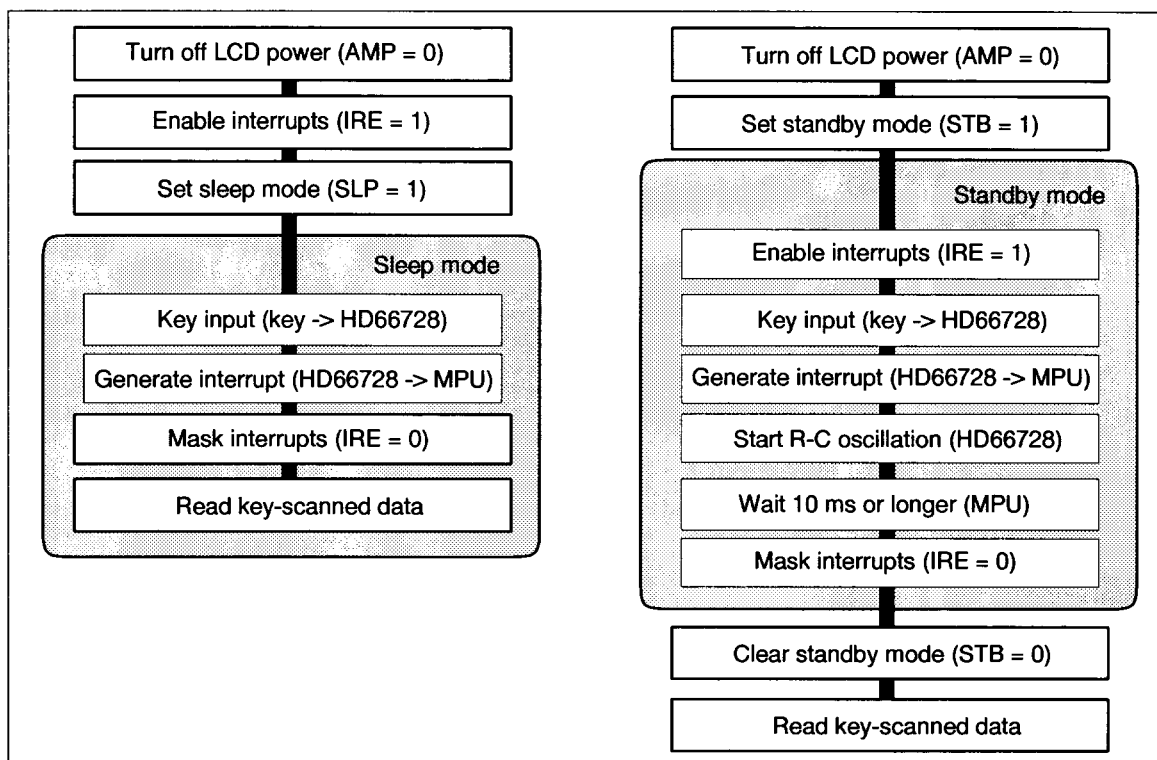 Turn off LCD power (AMP = 0)
Enable interrupts (IRE = 1)
Set sleep mode (SLP = 1)
Sleep mode
Key input (key -> HD66728)
Generate interrupt (HD66728 -> MPU)
Mask interrupts (IRE = 0)
Read key-scanned data
Turn off LCD power (AMP = 0)
Set standby mode (STB = 1)
Standby mode
Enable interrupts (IRE = 1)
Key input (key -> HD66728)
Generate interrupt (HD66728 -> MPU)
Start R-C oscillation (HD66728)
Wait 10 ms or longer (MPU)
Mask interrupts (IRE = 0)
Clear standby mode (STB = 0)
Read key-scanned data